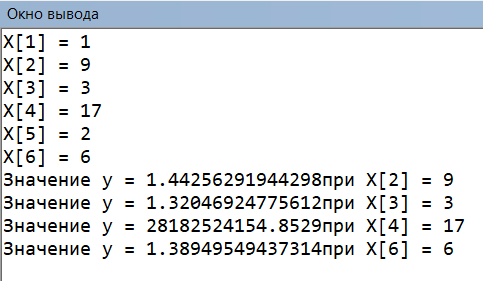 Окно вывода
X[1] = 1
X[2] = 9
X[3] = 3
X[4] = 17
X[5] = 2
X[6] = 6
Значение y = 1.44256291944298при X[2] = 9
Значение y = 1.32046924775612при X[3] = 3
Значение y = 28182524154.8529при X[4] = 17
Значение y = 1.38949549437314при X[6] = 6